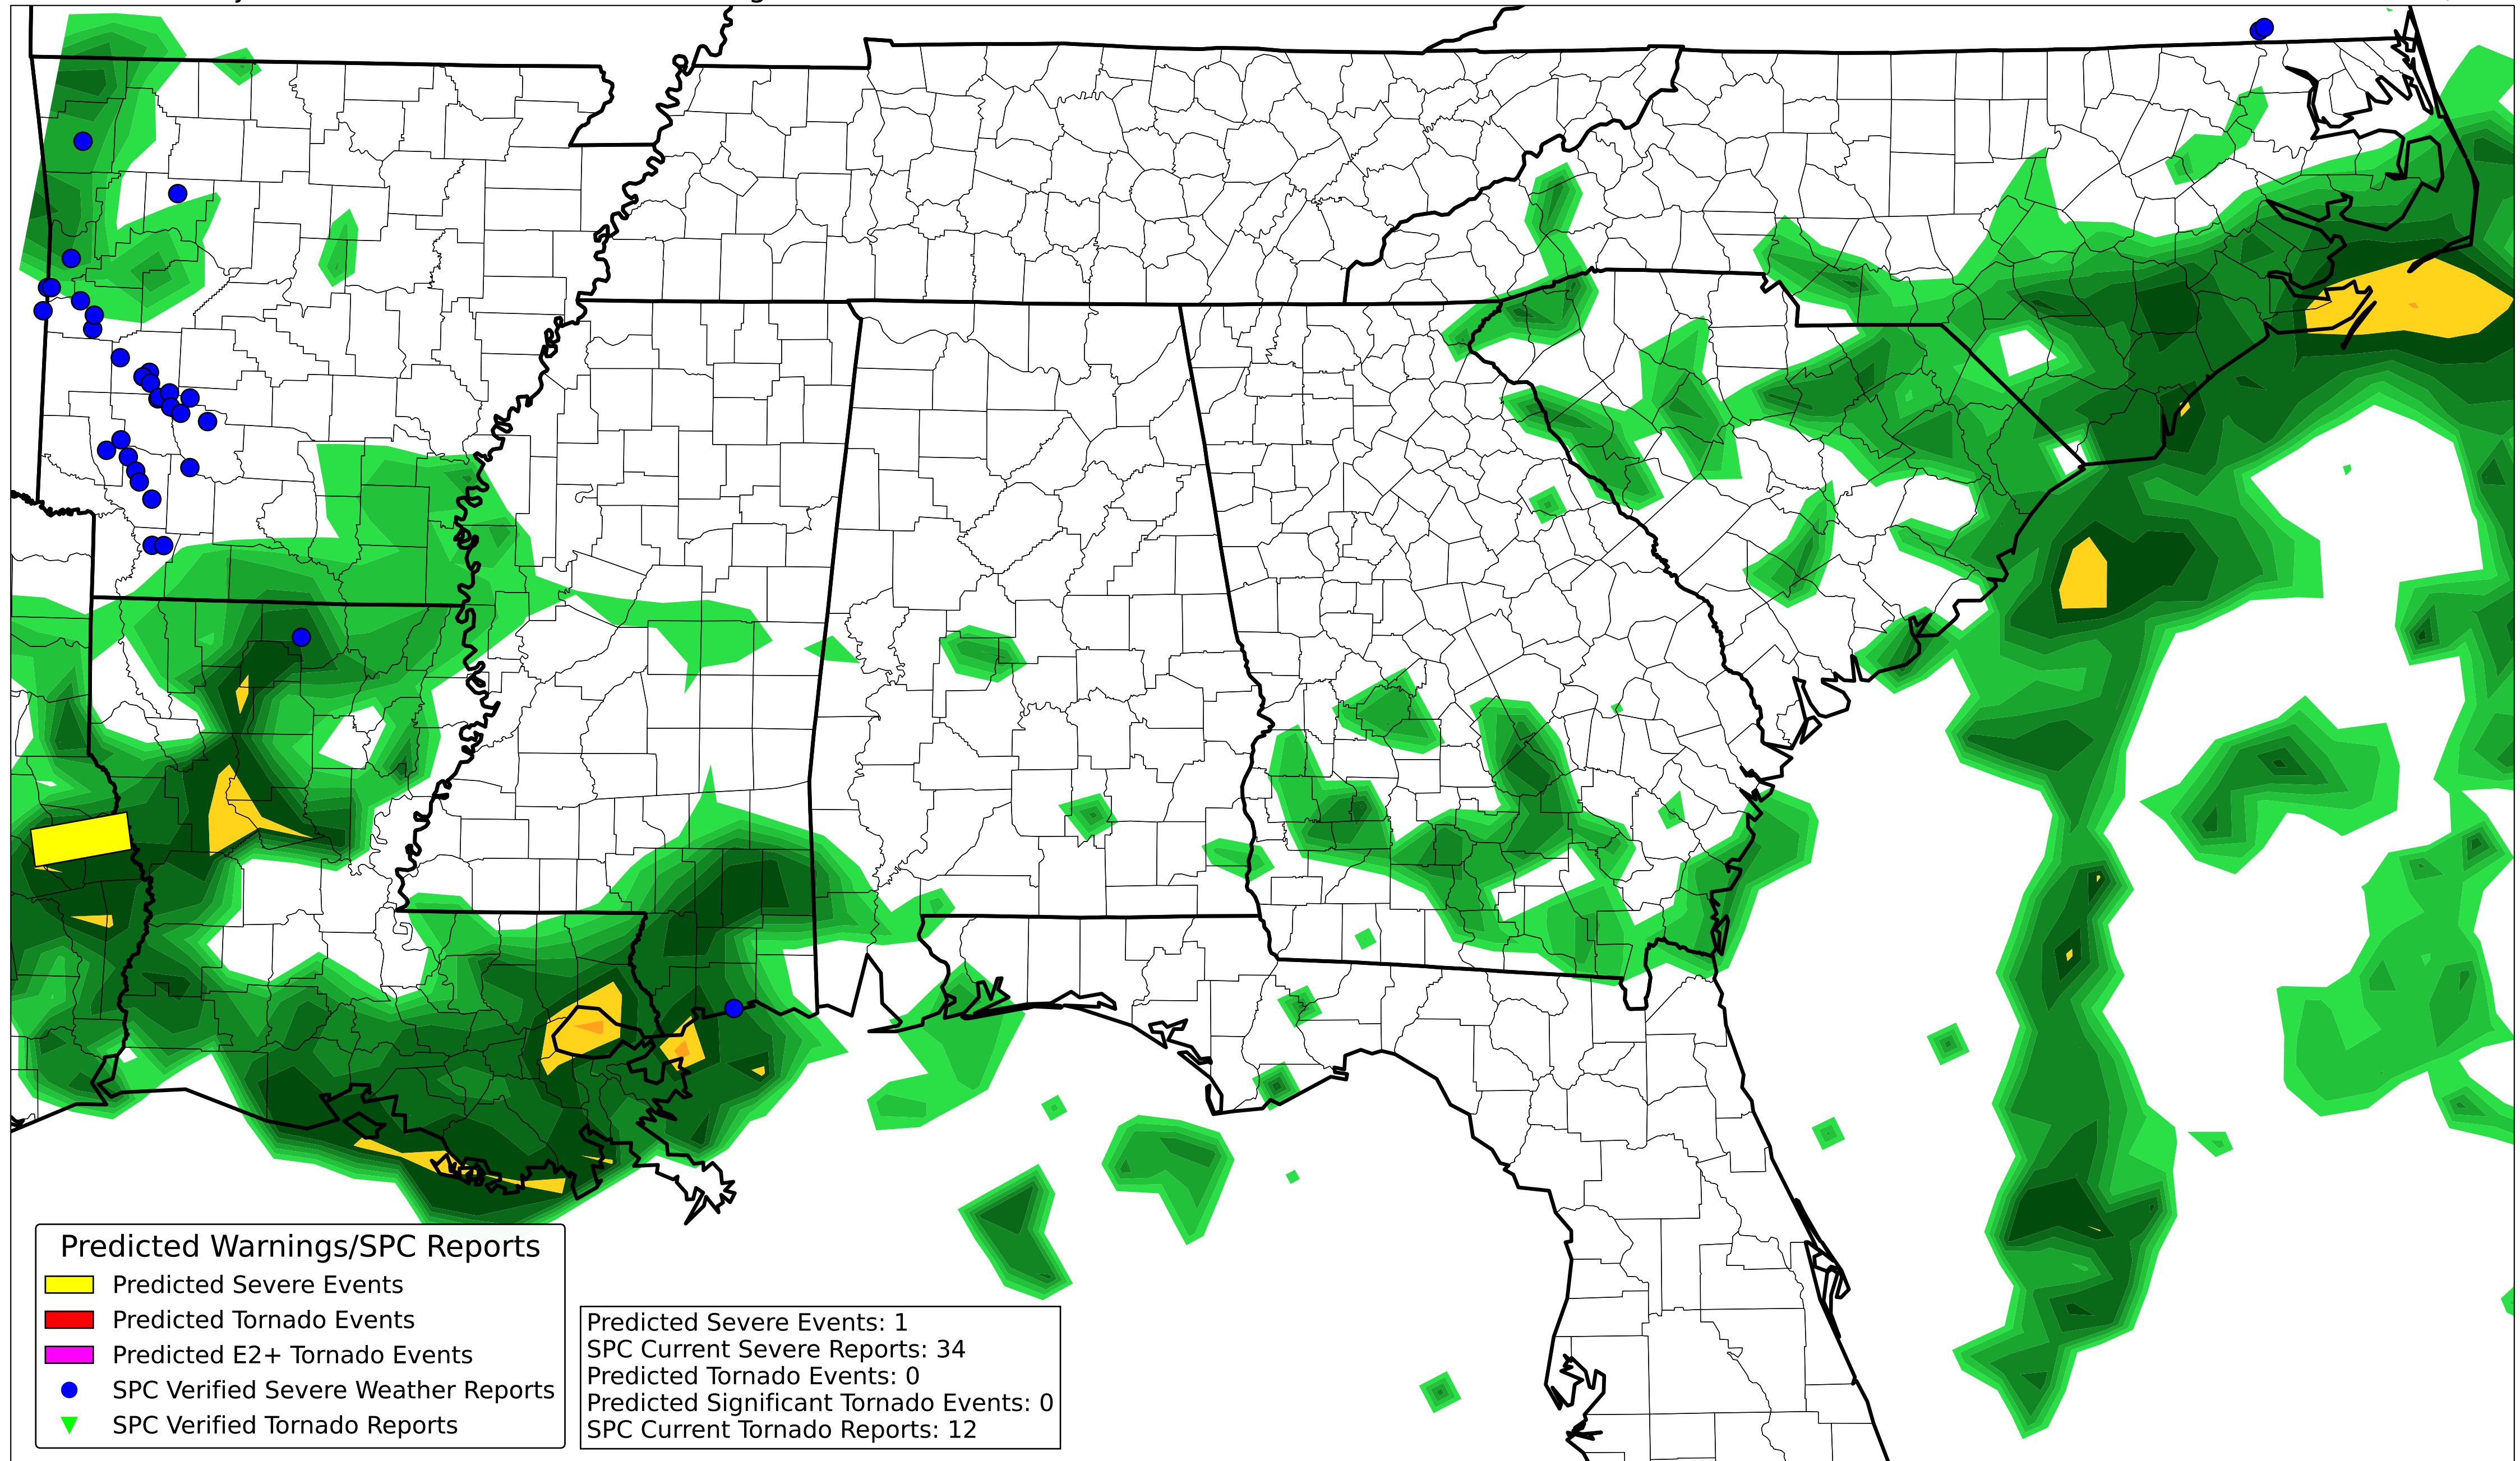 Predicted Warnings/SPC Reports
Predicted Severe Events
Predicted Tornado Events
Predicted E2+ Tornado Events
SPC Verified Severe Weather Reports
SPC Verified Tornado Reports
Predicted Severe Events: 1
SPC Current Severe Reports: 34
Predicted Tornado Events: 0
Predicted Significant Tornado Events: 0
SPC Current Tornado Reports: 12